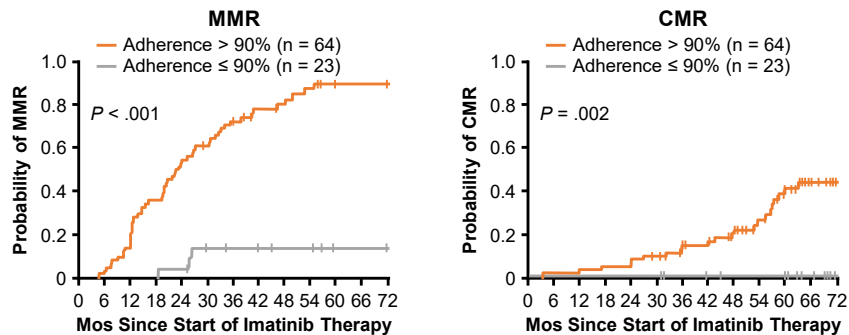 MMR
Adherence > 90% (n = 64)
Adherence ≤ 90% (n = 23)
P < .001
Probability of MMR
1.0
0.8
0.6
0.4
0.2
0
0 6 12 18 24 30 36 42 48 54 60 66 72
Mos Since Start of Imatinib Therapy
CMR
Adherence > 90% (n = 64)
Adherence ≤ 90% (n = 23)
P = .002
Probability of CMR
1.0
0.8
0.6
0.4
0.2
0
0 6 12 18 24 30 36 42 48 54 60 66 72
Mos Since Start of Imatinib Therapy